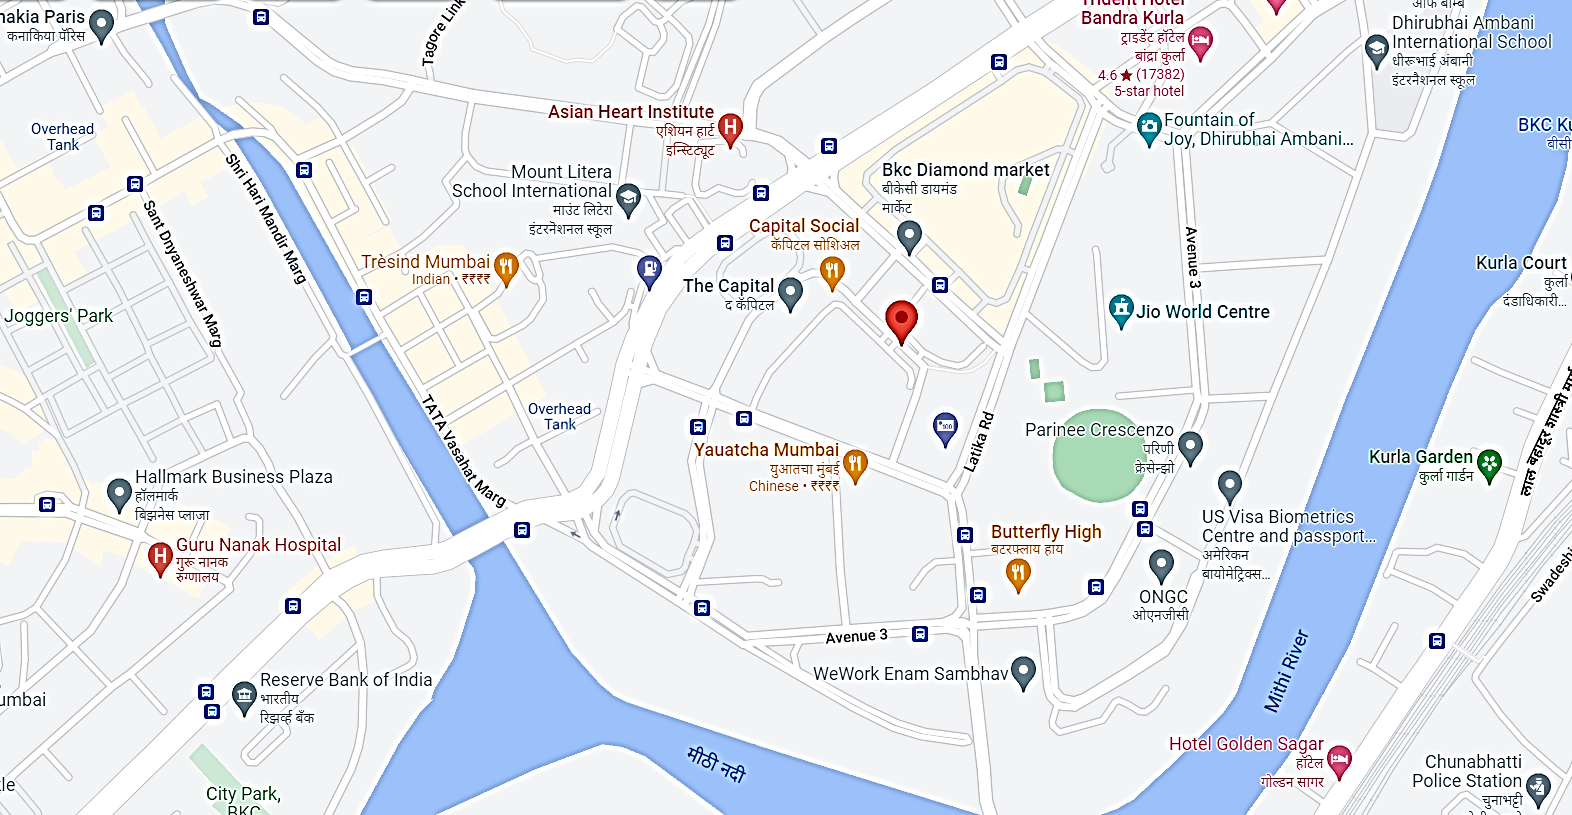 कनाकिया पॅरिस
Tagore Link
Bandra Kurla
ट्राइडेंट हॉटेल
बांद्रा कुर्ला
4.6★ (17382)
5-star hotel
Dhirubhai Ambani
International School
धीरूभाई अंबानी
इंटरनॅशनल स्कूल
Asian Heart Institute
एशियन हार्ट
इन्स्टिट्यूट
Overhead
Tank
Fountain of
Joy, Dhirubhai Ambani...
BKC Ku
Shri Hari Mandir Marg
Mount Litera
School International
माउंट लिटेरा
इंटरनॅशनल स्कूल
Bkc Diamond market
बीकेसी डायमंड
मार्केट
Sant Dnyaneshwar Marg
Capital Social
कॅपिटल सोशिअल
Trèsind Mumbai
Indian • ₹₹₹₹
The Capital
द कॅपिटल
Avenue 3
Kurla Court
कुर्ला
दंडाधिकारी...
Joggers' Park
Jio World Centre
TATA Vasahat Marg
Overhead
Tank
Latika Rd
Parinee Crescenzo
परिणी
क्रेसेन्झो
Yauatcha Mumbai
युआतचा मुंबई
Chinese • ₹₹₹₹
Kurla Garden
कुर्ला गार्डन
लाल बहादूर शास्त्री मार्ग
Hallmark Business Plaza
हॉलमार्क
बिझनेस प्लाजा
US Visa Biometrics
Centre and passport...
अमेरिकन
बायोमेट्रिक्स...
Guru Nanak Hospital
गुरू नानक
रुग्णालय
Butterfly High
बटरफ्लाय हाय
ONGC
ओएनजीसी
Swadeshi
Avenue 3
WeWork Enam Sambhav
Reserve Bank of India
भारतीय
रिझर्व्ह बँक
umbai
Mithi River
मीठी नदी
Hotel Golden Sagar
हॉटेल
गोल्डन सागर
Chunabhatti
Police Station
चुनाभट्टी
City Park,
BKC